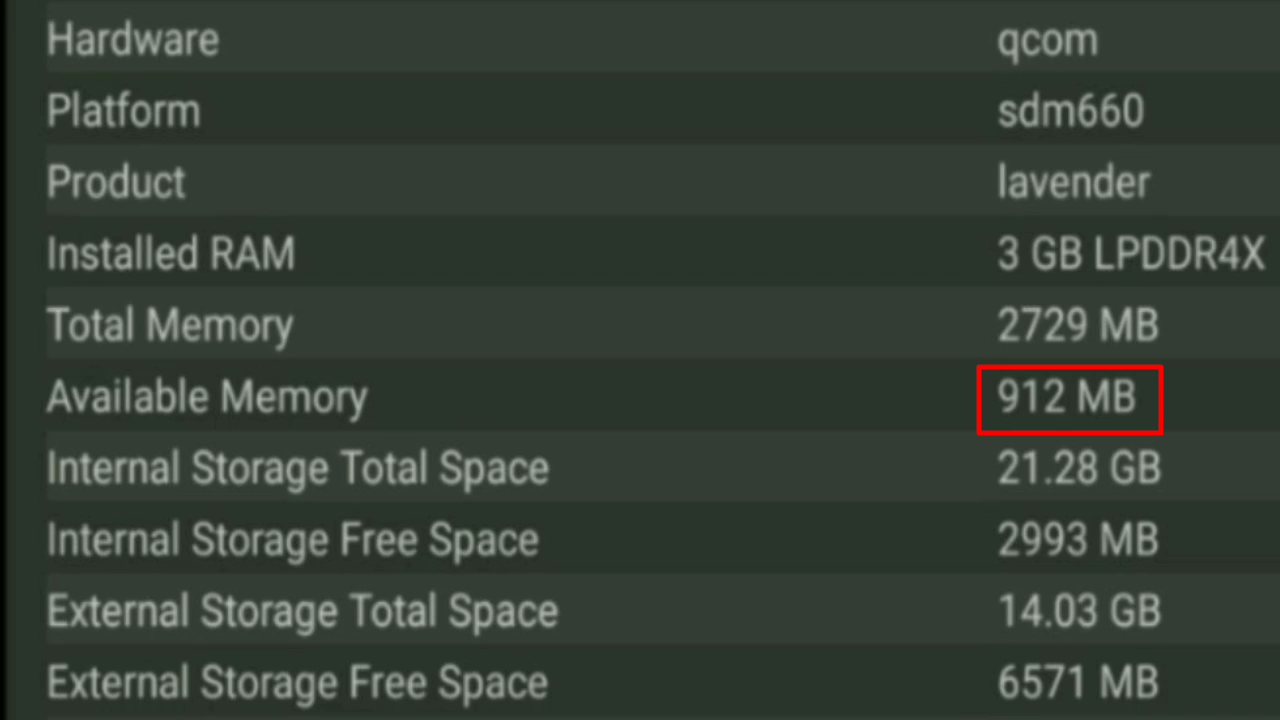 Hardware qcom
Platform sdm660
Product lavender
Installed RAM 3 GB LPDDR4X
Total Memory 2729 MB
Available Memory 912 MB
Internal Storage Total Space 21.28 GB
Internal Storage Free Space 2993 MB
External Storage Total Space 14.03 GB
External Storage Free Space 6571 MB